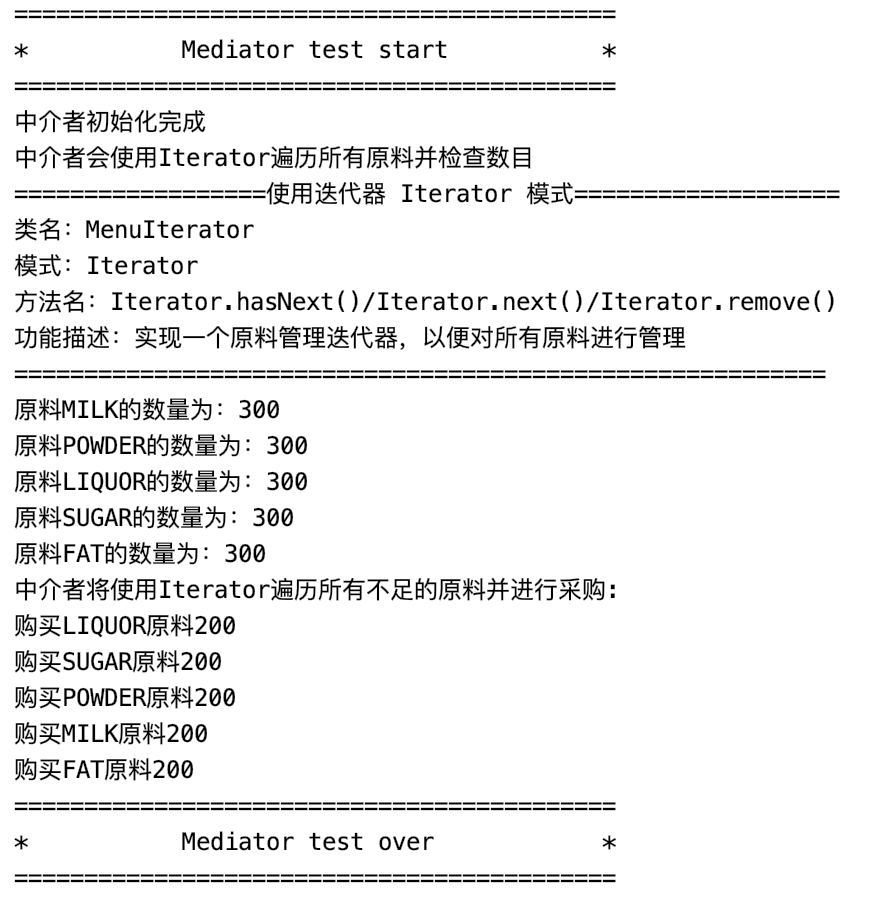 ===========================================
*           Mediator test start           *
===========================================
中介者初始化完成
中介者会使用Iterator遍历所有原料并检查数目
==================使用迭代器 Iterator 模式===================
类名：MenuIterator
模式：Iterator
方法名：Iterator.hasNext()/Iterator.next()/Iterator.remove()
功能描述：实现一个原料管理迭代器，以便对所有原料进行管理
==========================================================
原料MILK的数量为：300
原料POWDER的数量为：300
原料LIQUOR的数量为：300
原料SUGAR的数量为：300
原料FAT的数量为：300
中介者将使用Iterator遍历所有不足的原料并进行采购:
购买LIQUOR原料200
购买SUGAR原料200
购买POWDER原料200
购买MILK原料200
购买FAT原料200
===========================================
*           Mediator test over            *
===========================================